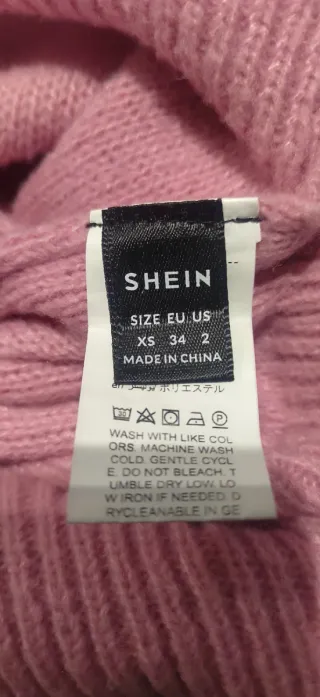 SHEIN
SIZE EU US
XS 34 2
MADE IN CHINA
ポリエステル
30
P
WASH WITH LIKE COL
ORS. MACHINE WASH
COLD. GENTLE CYCL
E. DO NOT BLEACH. T
UMBLE DRY LOW. LO
W IRON IF NEEDED. D
RYCLEANABLE IN GE